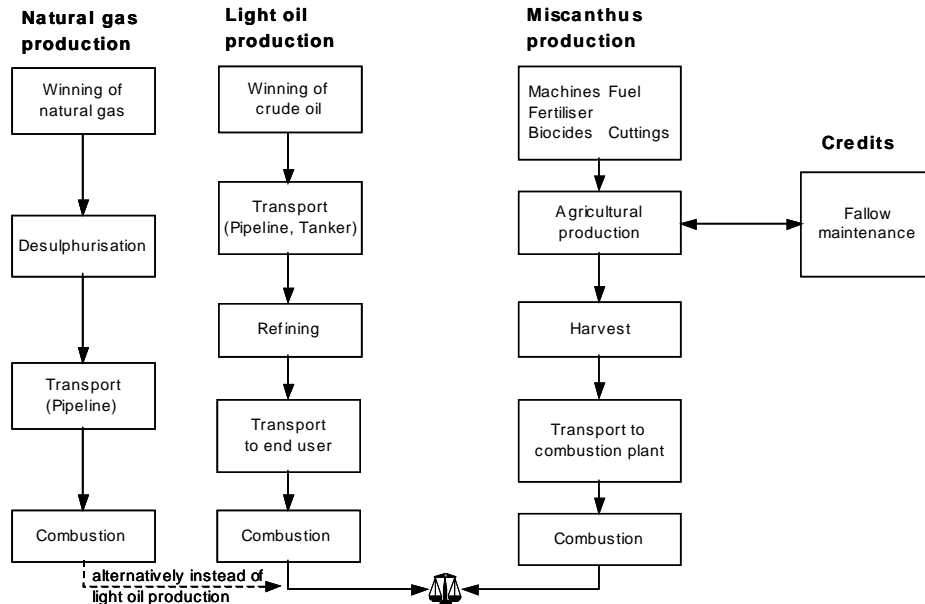 Natural gas
production
Winning of
natural gas
Desulphurisation
Transport
(Pipeline)
Combustion
alternatively instead of
light oil production
Light oil
production
Winning of
crude oil
Transport
(Pipeline, Tanker)
Refining
Transport
to end user
Combustion
Miscanthus
production
Machines Fuel
Fertiliser
Biocides Cuttings
Agricultural
production
Harvest
Transport to
combustion plant
Combustion
Credits
Fallow
maintenance